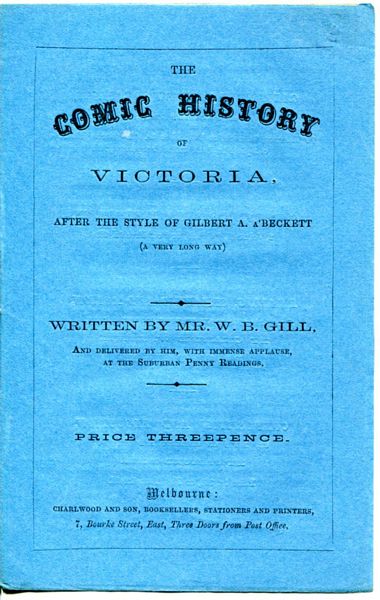 THE
COMIC HISTORY
OF
VICTORIA,
AFTER THE STYLE OF GILBERT A. A'BECKETT
(A VERY LONG WAY)
WRITTEN BY MR. W. B. GILL,
AND DELIVERED BY HIM, WITH IMMENSE APPLAUSE,
AT THE SUBURBAN PENNY READINGS.
PRICE THREEPENCE.
Melbourne:
CHARLWOOD AND SON, BOOKSELLERS, STATIONERS AND PRINTERS,
7, Bourke Street, East, Three Doors from Post Office.